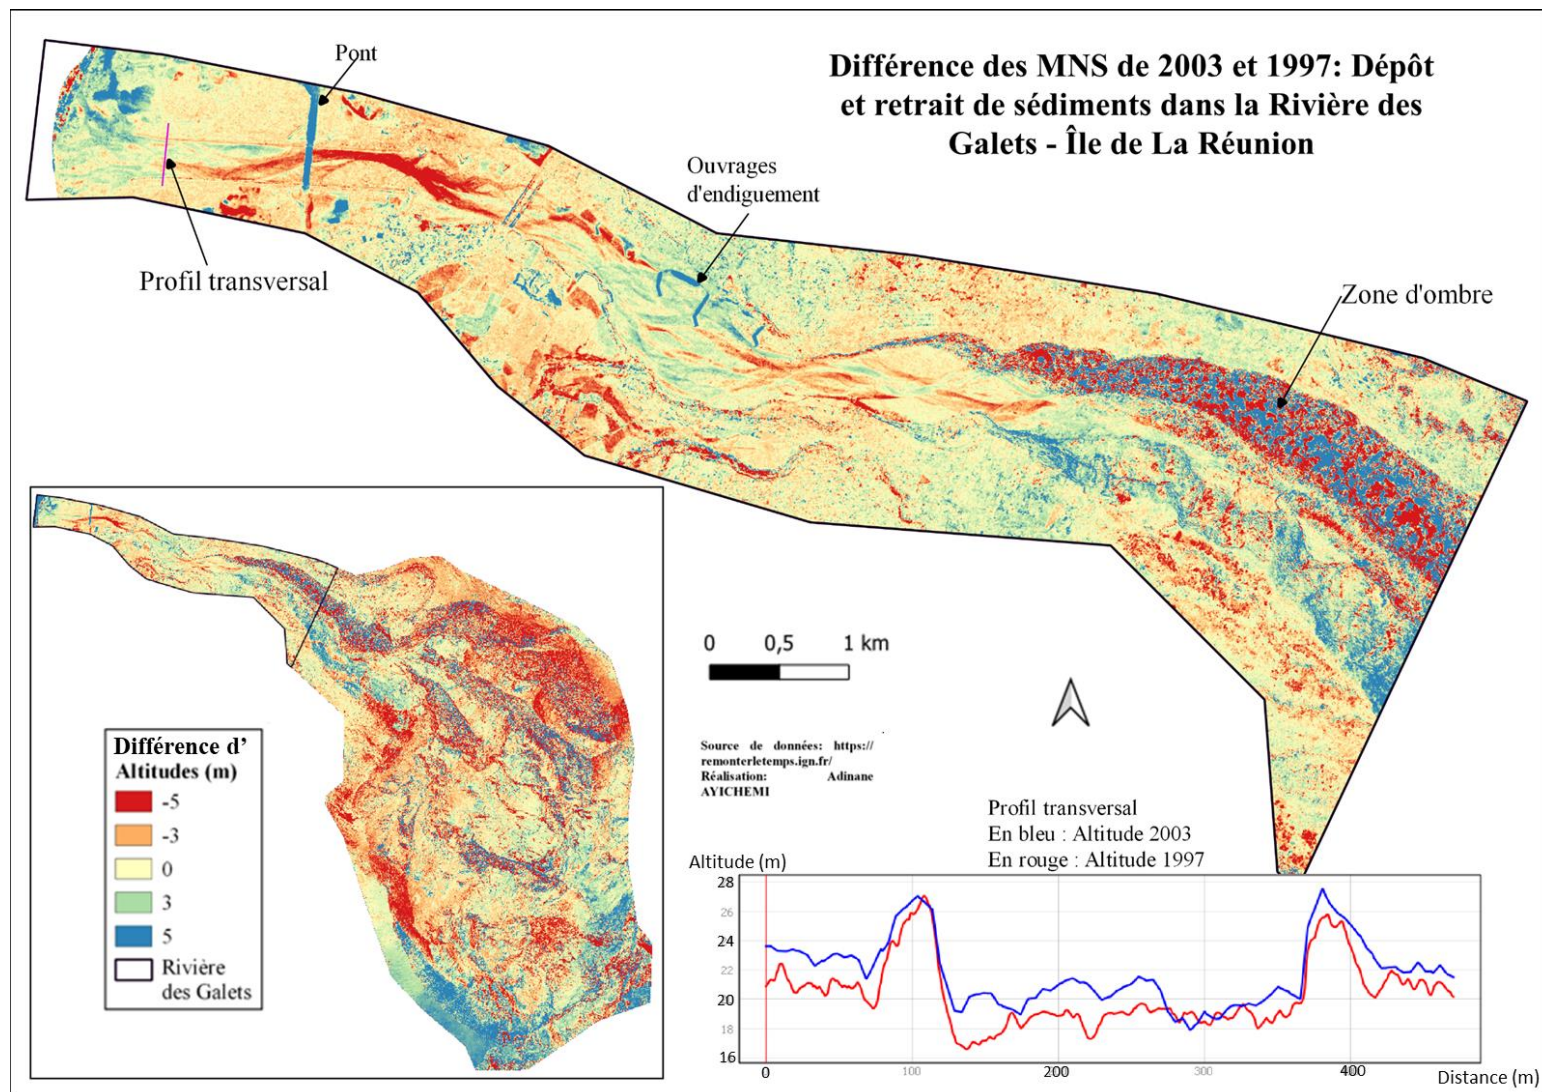 Différence des MNS de 2003 et 1997: Dépôt
et retrait de sédiments dans la Rivière des
Galets - Île de La Réunion
Pont
Ouvrages
d'endiguement
Profil transversal
Zone d'ombre
0 0,5 1 km
Source de données: https://
remonterletemps.ign.fr/
Réalisation: Adinane
AYICHEMI
Différence d'
Altitudes (m)
-5
-3
0
3
5
Rivière
des Galets
Profil transversal
En bleu : Altitude 2003
En rouge : Altitude 1997
Altitude (m)
28
26
24
22
20
18
16
0 100 200 300 400
Distance (m)